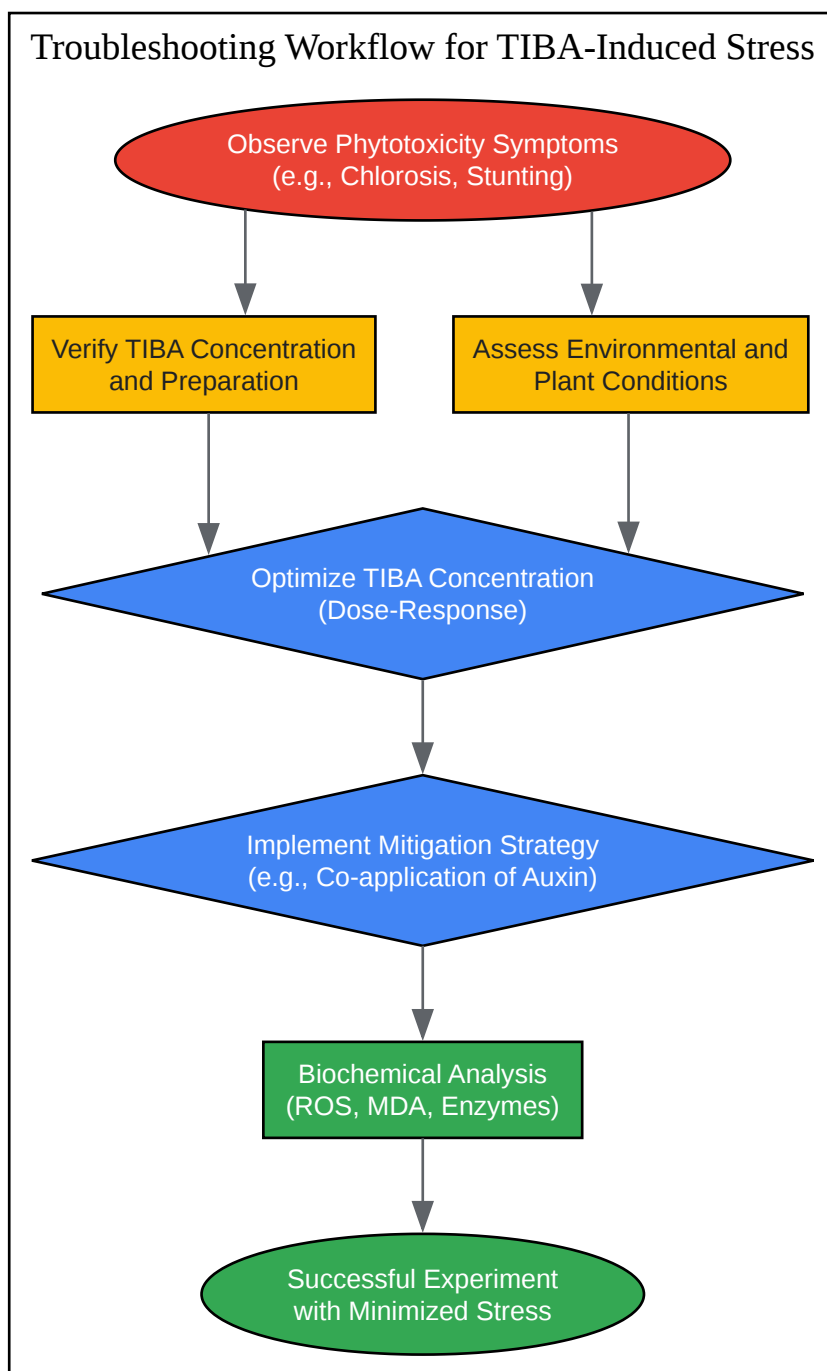 Troubleshooting Workflow for TIBA-Induced Stress
Observe Phytotoxicity Symptoms
(e.g., Chlorosis, Stunting)
Verify TIBA Concentration
and Preparation
Assess Environmental and
Plant Conditions
Optimize TIBA Concentration
(Dose-Response)
Implement Mitigation Strategy
(e.g., Co-application of Auxin)
Biochemical Analysis
(ROS, MDA, Enzymes)
Successful Experiment
with Minimized Stress